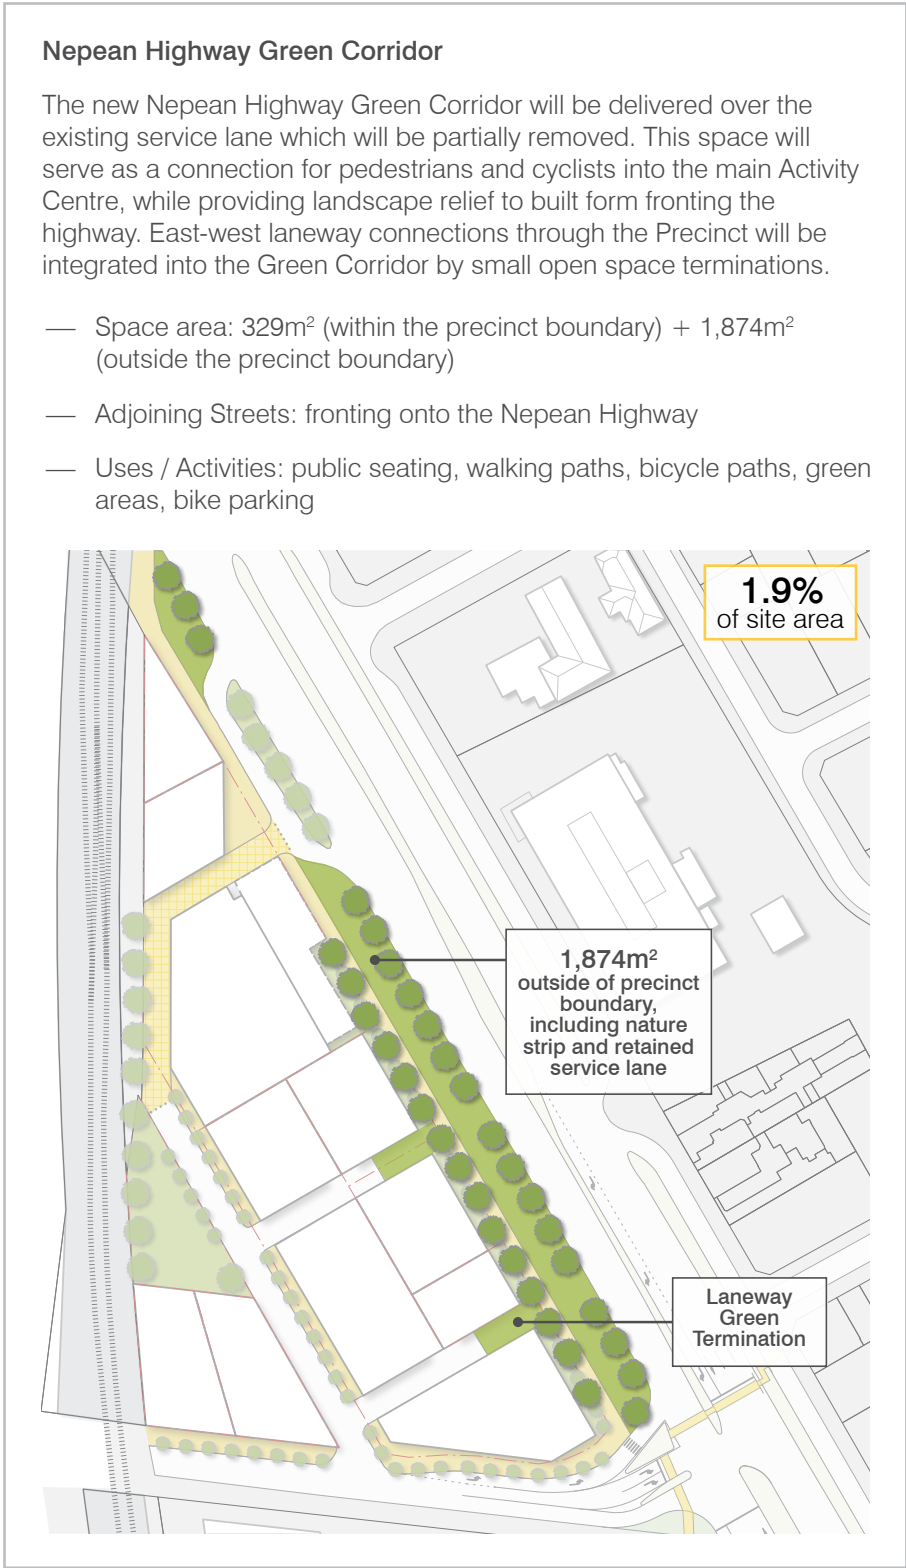 Nepean Highway Green Corridor
The new Nepean Highway Green Corridor will be delivered over the
existing service lane which will be partially removed. This space will
serve as a connection for pedestrians and cyclists into the main Activity
Centre, while providing landscape relief to built form fronting the
highway. East-west laneway connections through the Precinct will be
integrated into the Green Corridor by small open space terminations.
— Space area: 329m² (within the precinct boundary) + 1,874m²
(outside the precinct boundary)
— Adjoining Streets: fronting onto the Nepean Highway
— Uses / Activities: public seating, walking paths, bicycle paths, green
areas, bike parking
1.9%
of site area
1,874m²
outside of precinct
boundary,
including nature
strip and retained
service lane
Laneway
Green
Termination